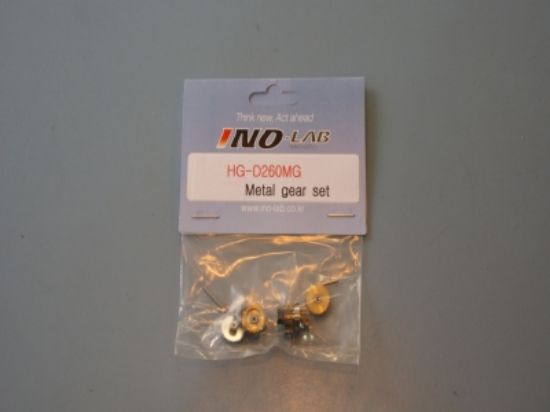 Think new, Act ahead
INO-LAB
HG-D260MG
Metal gear set
www.ino-lab.co.kr